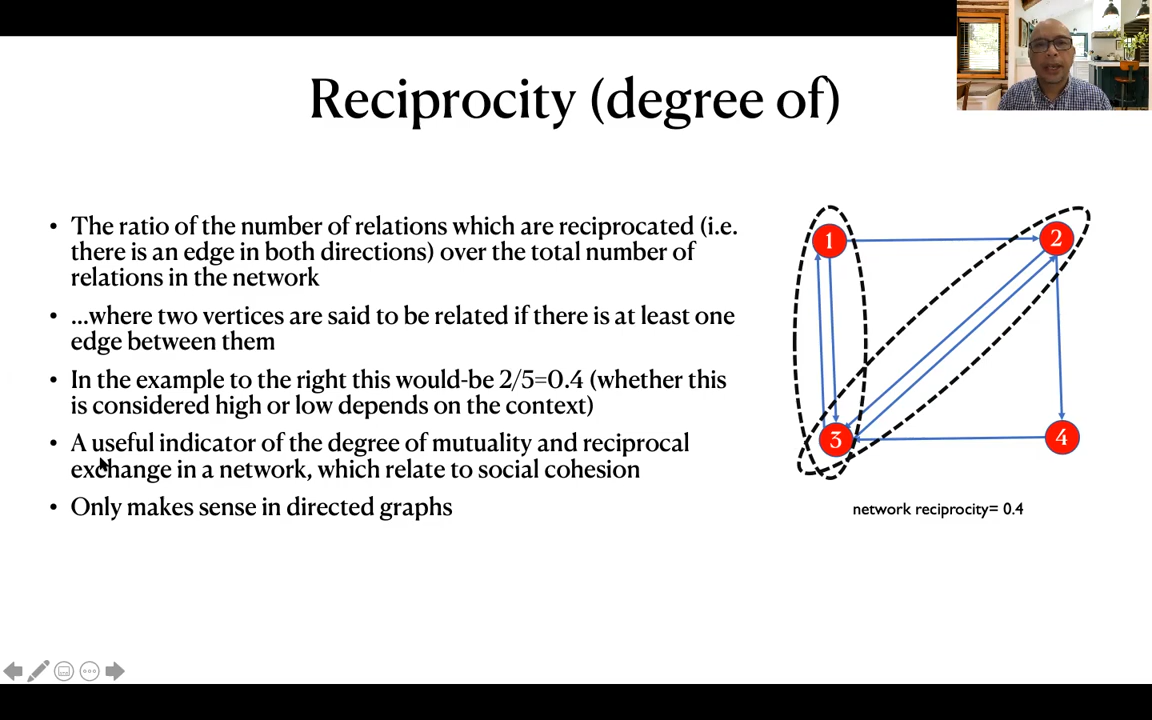 Reciprocity (degree of)
• The ratio of the number of relations which are reciprocated (i.e.
there is an edge in both directions) over the total number of
relations in the network
• ...where two vertices are said to be related if there is at least one
edge between them
• In the example to the right this would-be 2/5=0.4 (whether this
is considered high or low depends on the context)
• A useful indicator of the degree of mutuality and reciprocal
exchange in a network, which relate to social cohesion
• Only makes sense in directed graphs
1
2
3
4
network reciprocity= 0.4